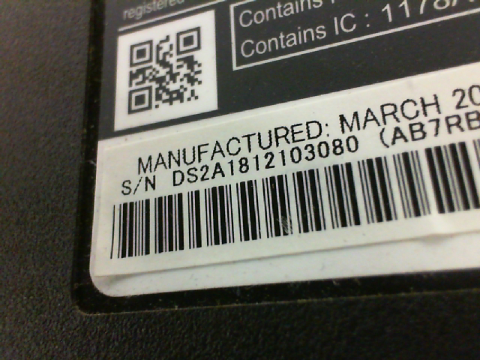 registered
Contains
Contains IC : 1178
MANUFACTURED: MARCH 20
S/N DS2A1812103080 (AB7RB